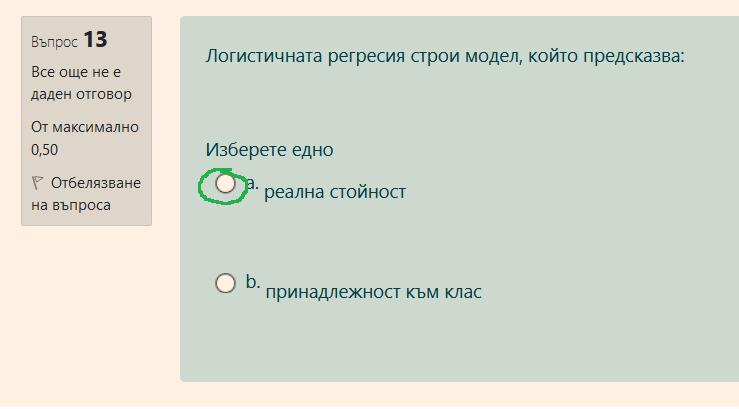 Въпрос 13
Все още не е
даден отговор
От максимално
0,50
Отбелязване
на въпроса
Логистичната регресия строи модел, който предсказва:
Изберете едно
a. реална стойност
b. принадлежност към клас